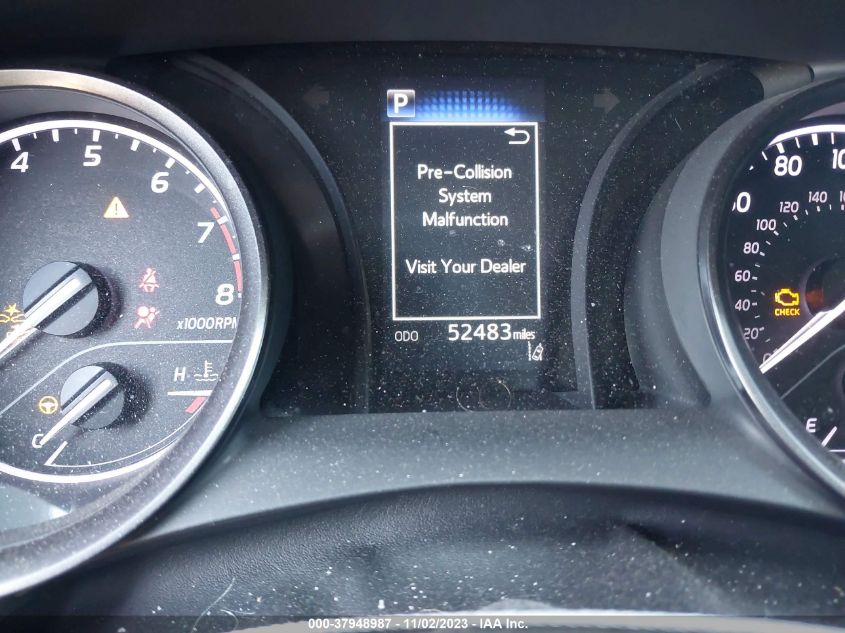 P
Pre-Collision
System
Malfunction
Visit Your Dealer
ODO 52483 miles
4 5 6 7 8
x1000RPM
H
C
80
100 120 140
80
60
40
20
0
CHECK
E
000-37948987 - 11/02/2023 - IAA Inc.